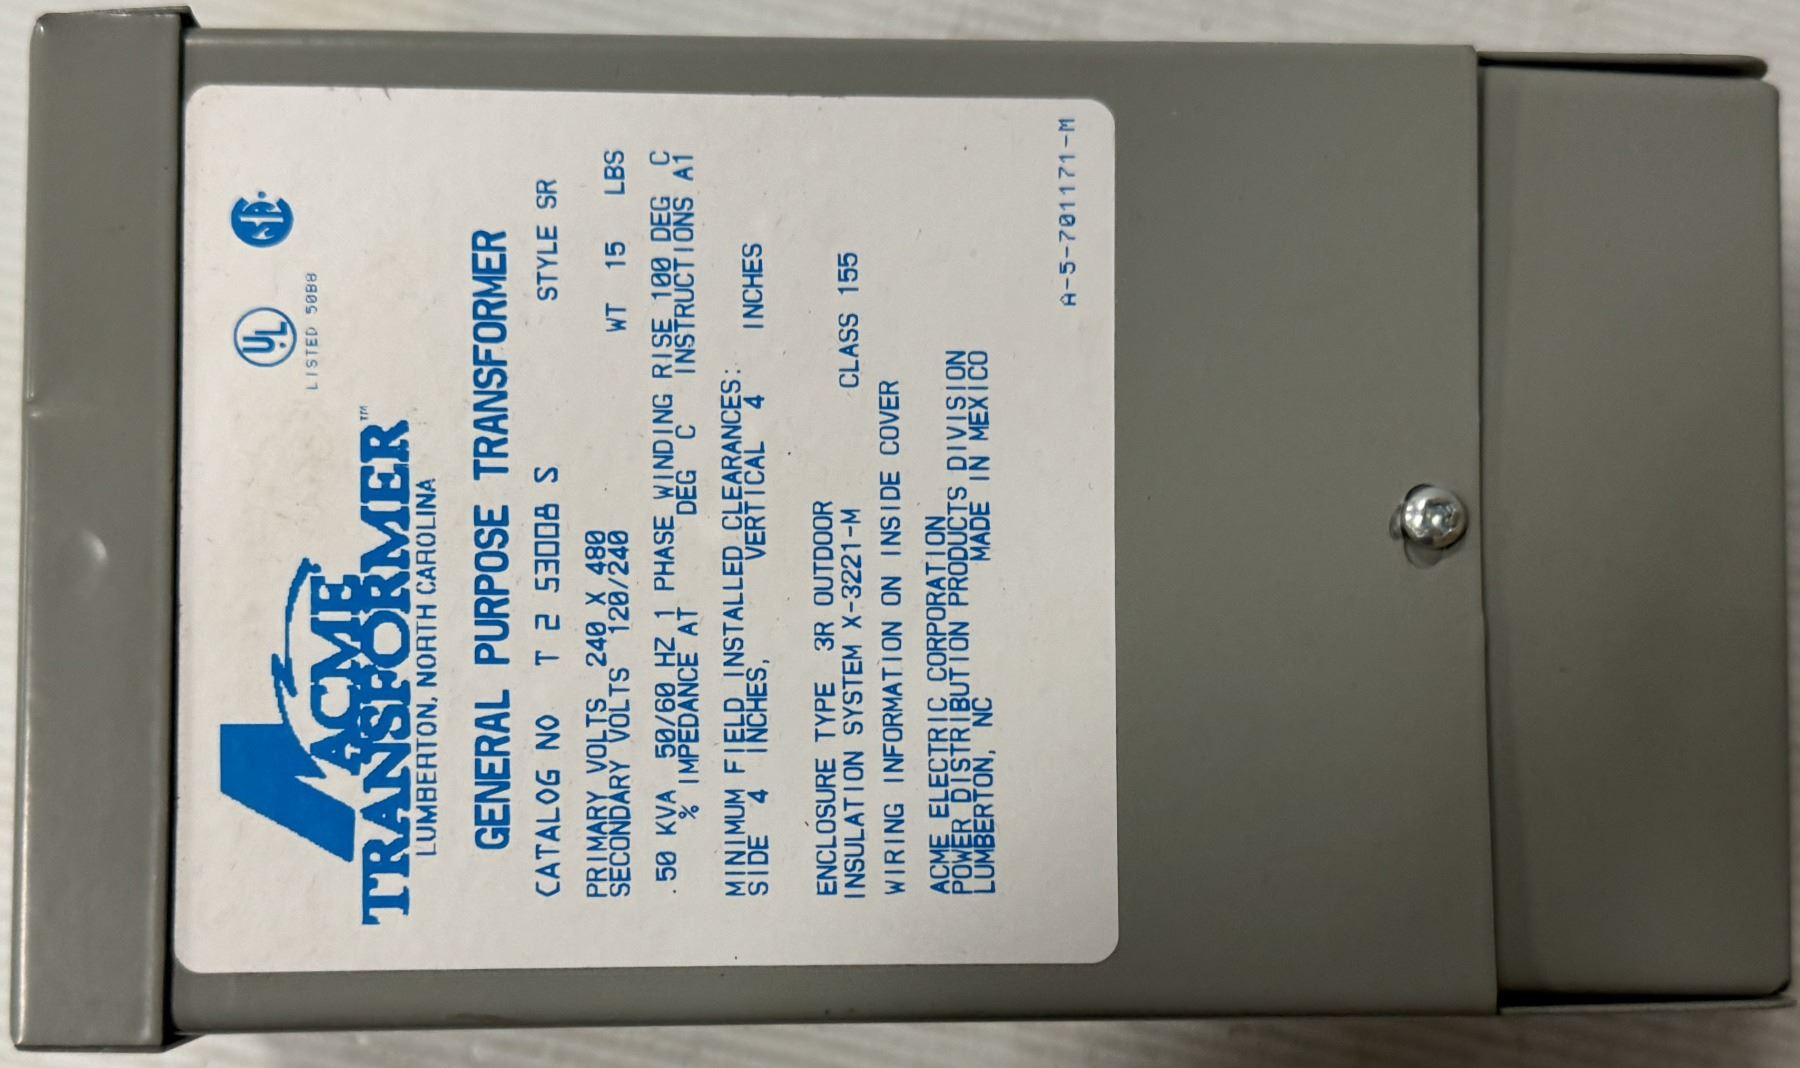 ACME
TRANSFORMER™
LUMBERTON, NORTH CAROLINA
UL
LISTED 50B8
SA
GENERAL PURPOSE TRANSFORMER
CATALOG NO T 2 53008 S STYLE SR
PRIMARY VOLTS 240 X 480
SECONDARY VOLTS 120/240 WT 15 LBS
.50 KVA 50/60 HZ 1 PHASE WINDING RISE 100 DEG C
% IMPEDANCE AT DEG C INSTRUCTIONS A1
MINIMUM FIELD INSTALLED CLEARANCES:
SIDE 4 INCHES, VERTICAL 4 INCHES
ENCLOSURE TYPE 3R OUTDOOR
INSULATION SYSTEM X-3221-M CLASS 155
WIRING INFORMATION ON INSIDE COVER
ACME ELECTRIC CORPORATION
POWER DISTRIBUTION PRODUCTS DIVISION
LUMBERTON, NC MADE IN MEXICO
A-5-701171-M